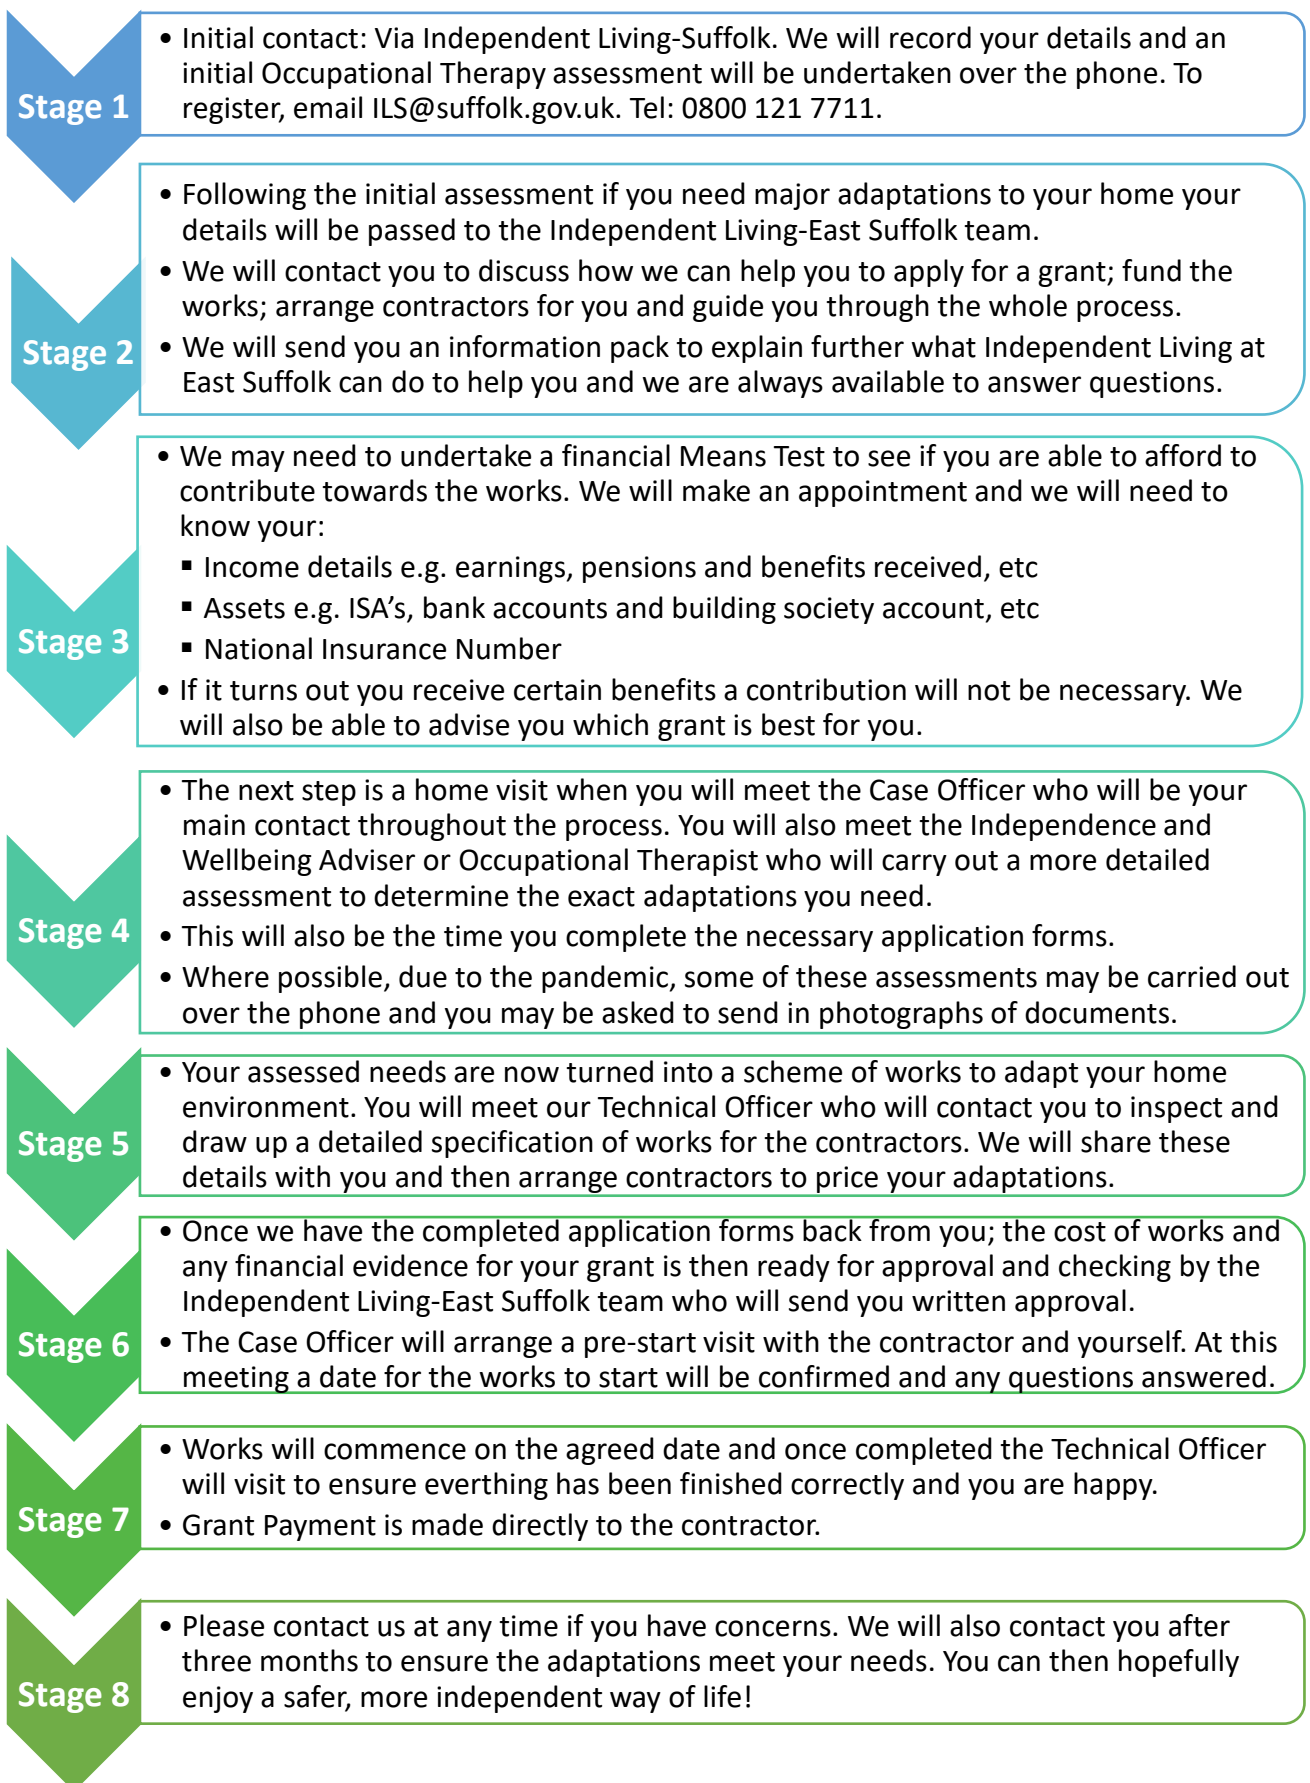 Stage 1
• Initial contact: Via Independent Living-Suffolk. We will record your details and an
initial Occupational Therapy assessment will be undertaken over the phone. To
register, email ILS@suffolk.gov.uk. Tel: 0800 121 7711.
Stage 2
• Following the initial assessment if you need major adaptations to your home your
details will be passed to the Independent Living-East Suffolk team.
• We will contact you to discuss how we can help you to apply for a grant; fund the
works; arrange contractors for you and guide you through the whole process.
• We will send you an information pack to explain further what Independent Living at
East Suffolk can do to help you and we are always available to answer questions.
Stage 3
• We may need to undertake a financial Means Test to see if you are able to afford to
contribute towards the works. We will make an appointment and we will need to
know your:
▪ Income details e.g. earnings, pensions and benefits received, etc
▪ Assets e.g. ISA’s, bank accounts and building society account, etc
▪ National Insurance Number
• If it turns out you receive certain benefits a contribution will not be necessary. We
will also be able to advise you which grant is best for you.
Stage 4
• The next step is a home visit when you will meet the Case Officer who will be your
main contact throughout the process. You will also meet the Independence and
Wellbeing Adviser or Occupational Therapist who will carry out a more detailed
assessment to determine the exact adaptations you need.
• This will also be the time you complete the necessary application forms.
• Where possible, due to the pandemic, some of these assessments may be carried out
over the phone and you may be asked to send in photographs of documents.
Stage 5
• Your assessed needs are now turned into a scheme of works to adapt your home
environment. You will meet our Technical Officer who will contact you to inspect and
draw up a detailed specification of works for the contractors. We will share these
details with you and then arrange contractors to price your adaptations.
Stage 6
• Once we have the completed application forms back from you; the cost of works and
any financial evidence for your grant is then ready for approval and checking by the
Independent Living-East Suffolk team who will send you written approval.
• The Case Officer will arrange a pre-start visit with the contractor and yourself. At this
meeting a date for the works to start will be confirmed and any questions answered.
Stage 7
• Works will commence on the agreed date and once completed the Technical Officer
will visit to ensure everthing has been finished correctly and you are happy.
• Grant Payment is made directly to the contractor.
Stage 8
• Please contact us at any time if you have concerns. We will also contact you after
three months to ensure the adaptations meet your needs. You can then hopefully
enjoy a safer, more independent way of life!